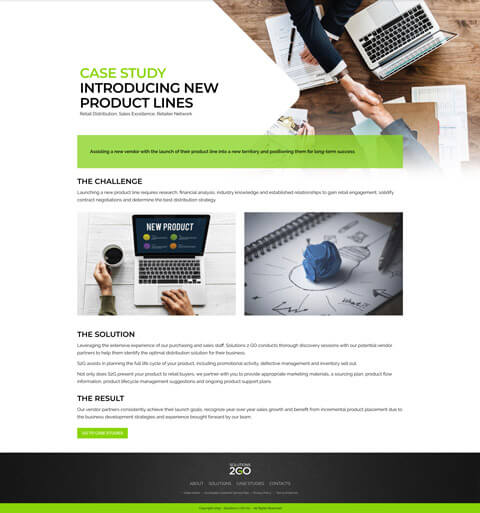 CASE STUDY
INTRODUCING NEW
PRODUCT LINES
Retail Distribution, Sales Excellence, Retailer Network
Assisting a new vendor with the launch of their product line into a new territory and positioning them for long-term success
THE CHALLENGE
Launching a new product line requires research, financial analysis, industry knowledge and established relationships to gain retail engagement, solidify
contract negotiations and determine the best distribution strategy.
NEW PRODUCT
THE SOLUTION
Leveraging the extensive experience of our purchasing and sales staff, Solutions 2 GO conducts thorough discovery sessions with our potential vendor
partners to help them identify the optimal distribution solution for their business.
S2G assists in planning the full life cycle of your product, including promotional activity, defective management and inventory sell out.
Not only does S2G present your product to retail buyers, we partner with you to provide appropriate marketing materials, a sourcing plan, product flow
information, product lifecycle management suggestions and ongoing product support plans.
THE RESULT
Our vendor partners consistently achieve their launch goals, recognize year over year sales growth and benefit from incremental product placement due to
the business development strategies and experience brought forward by our team.
GO TO CASE STUDIES
SOLUTIONS
2GO
ABOUT SOLUTIONS CASE STUDIES CONTACTS
Privacy Policy
All Rights Reserved